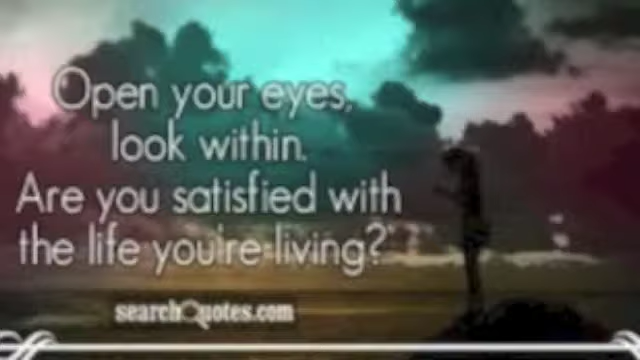 Open your eyes,
look within.
Are you satisfied with
the life you're living?
searchQuotes.com